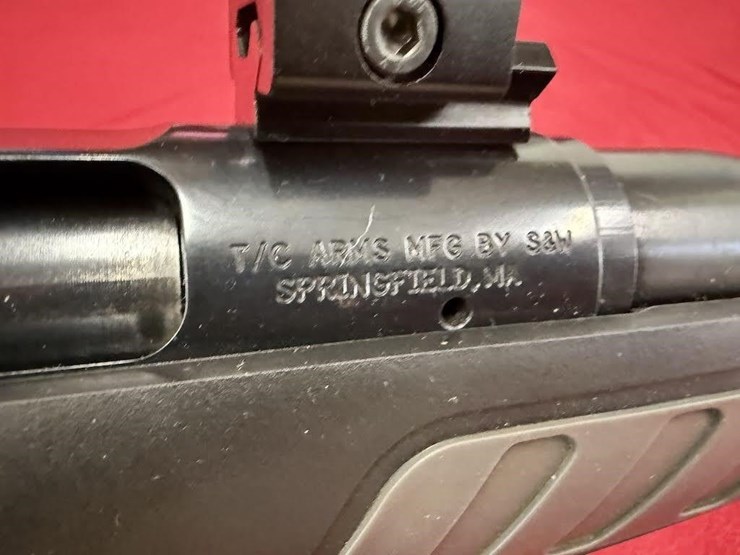 T/C ARMS MFG BY S&W
SPRINGFIELD, MA